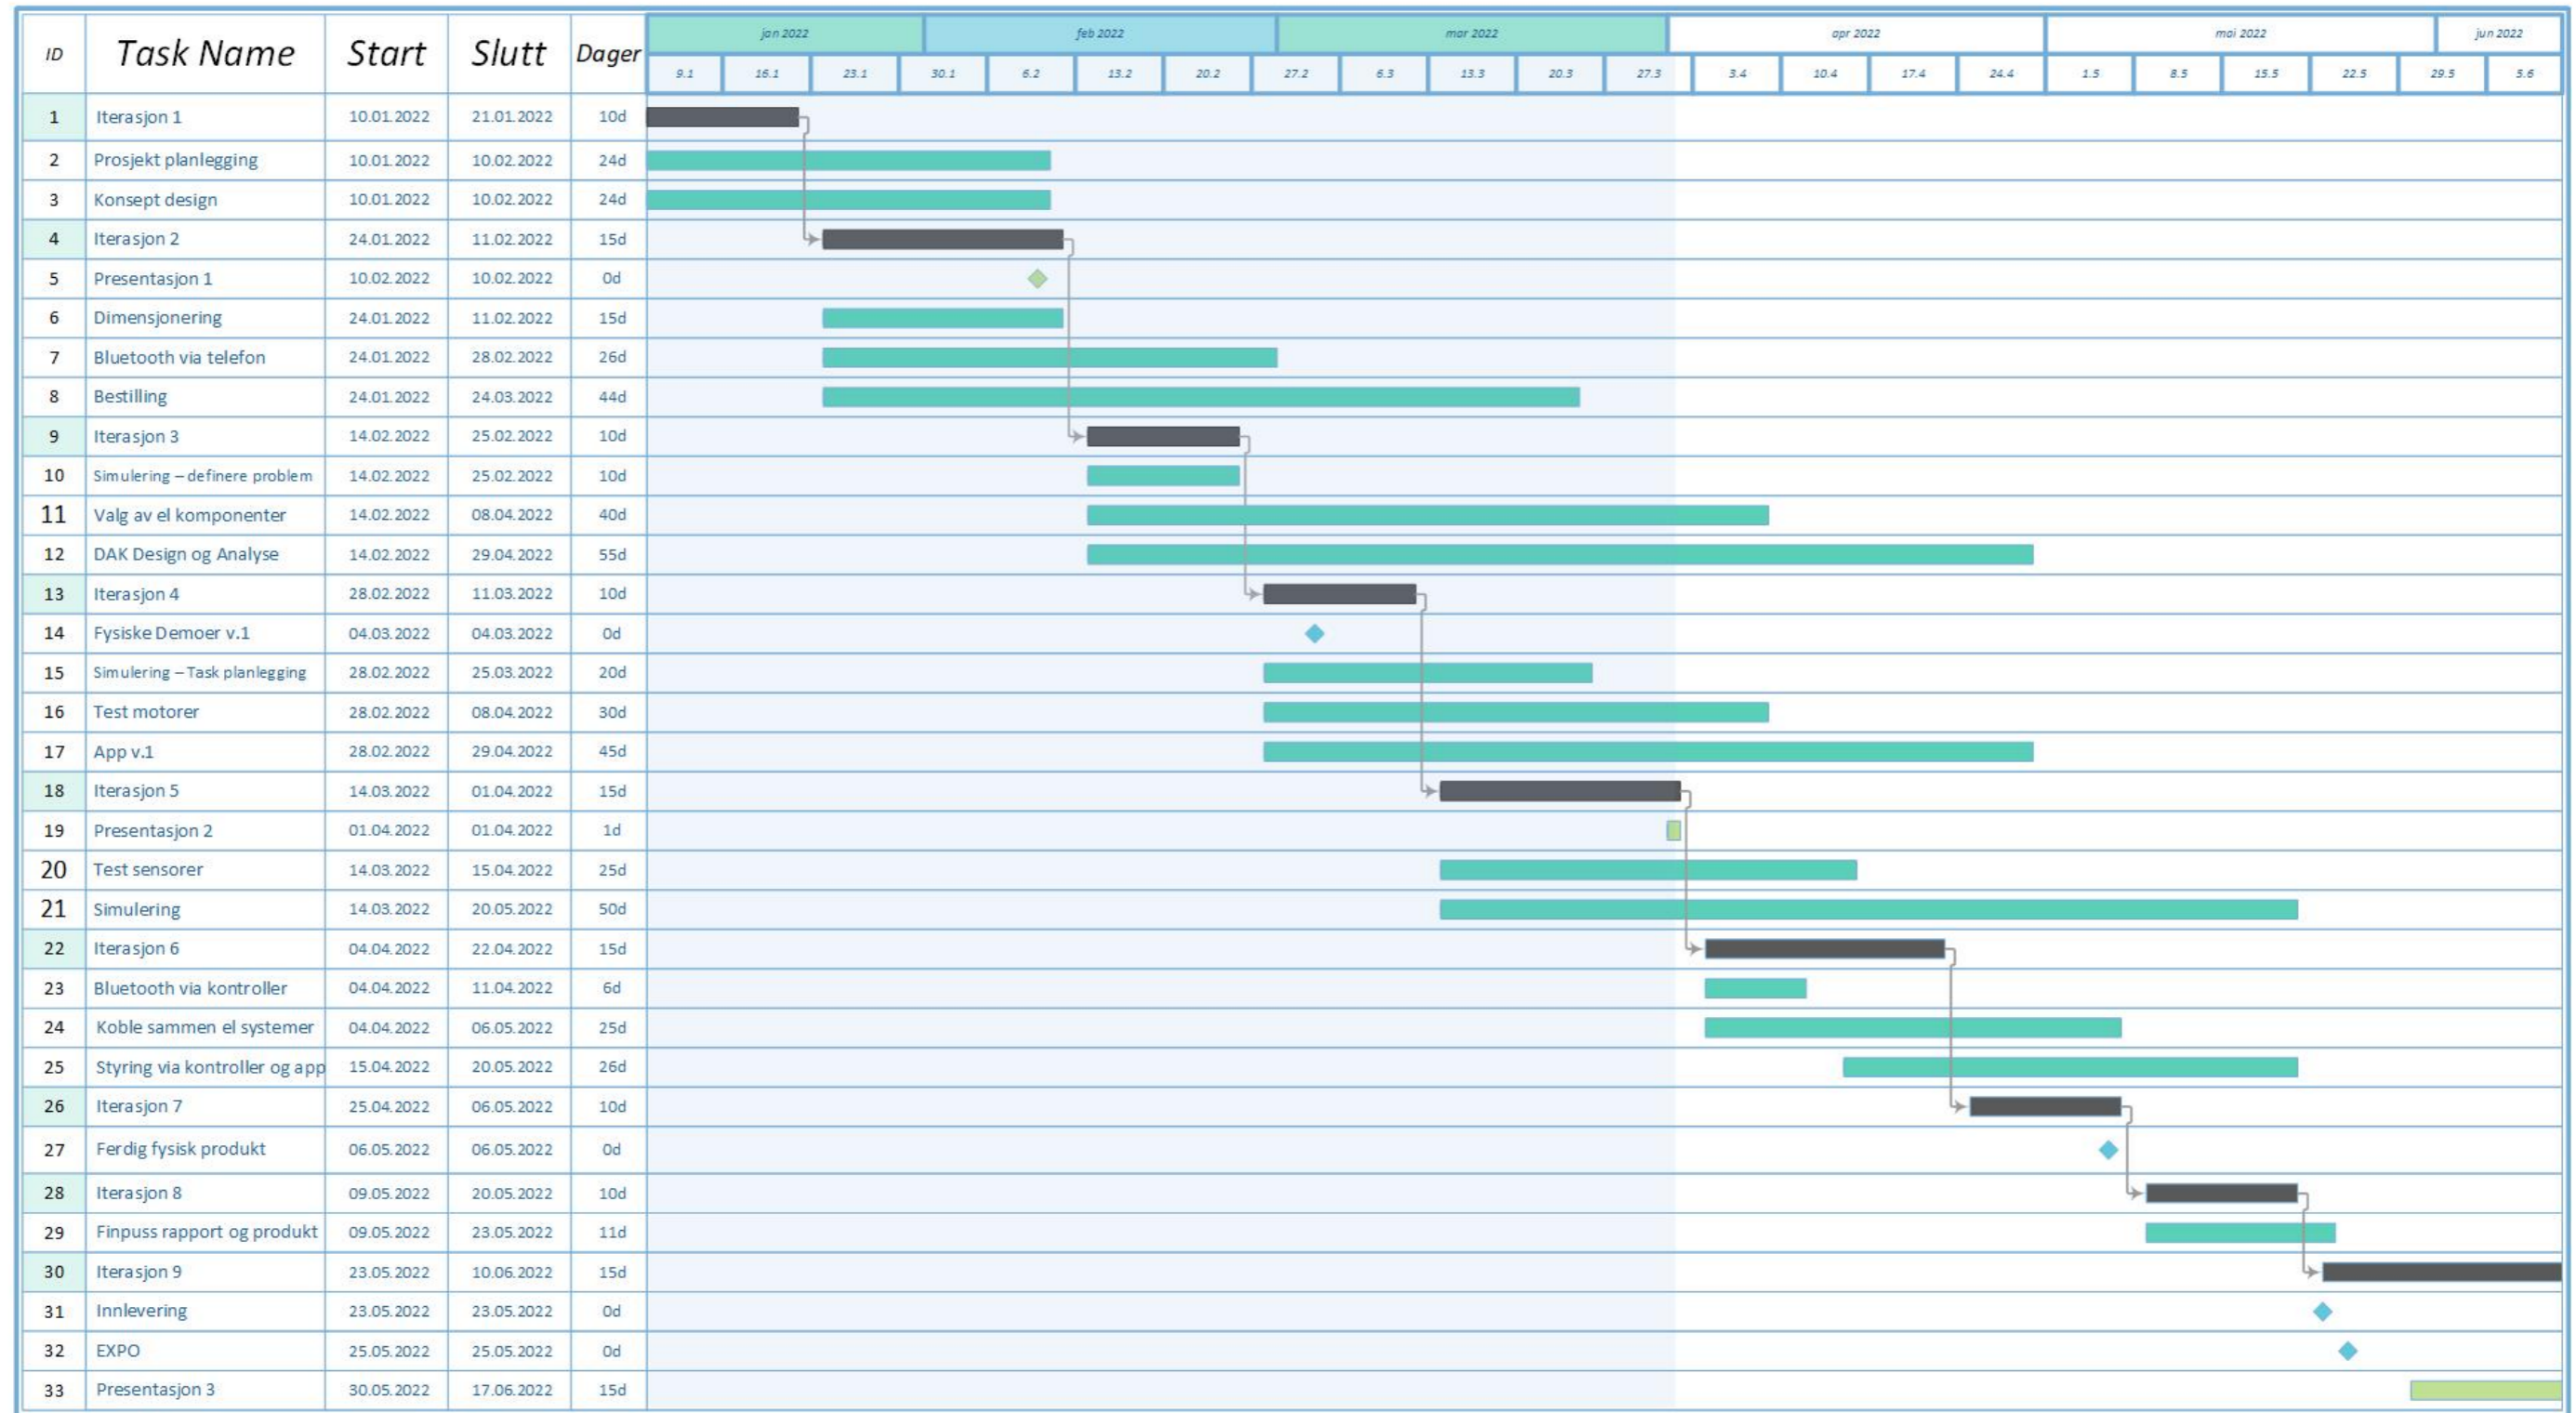 ID Task Name Start Slutt Dager jan 2022 feb 2022 mar 2022 apr 2022 mai 2022 jun 2022
9.1 16.1 23.1 30.1 6.2 13.2 20.2 27.2 6.3 13.3 20.3 27.3 3.4 10.4 17.4 24.4 1.5 8.5 15.5 22.5 29.5 5.6
1 Iterasjon 1 10.01.2022 21.01.2022 10d
2 Prosjekt planlegging 10.01.2022 10.02.2022 24d
3 Konsept design 10.01.2022 10.02.2022 24d
4 Iterasjon 2 24.01.2022 11.02.2022 15d
5 Presentasjon 1 10.02.2022 10.02.2022 0d
6 Dimensjonering 24.01.2022 11.02.2022 15d
7 Bluetooth via telefon 24.01.2022 28.02.2022 26d
8 Bestilling 24.01.2022 24.03.2022 44d
9 Iterasjon 3 14.02.2022 25.02.2022 10d
10 Simulering – definere problem 14.02.2022 25.02.2022 10d
11 Valg av el komponenter 14.02.2022 08.04.2022 40d
12 DAK Design og Analyse 14.02.2022 29.04.2022 55d
13 Iterasjon 4 28.02.2022 11.03.2022 10d
14 Fysiske Demoer v.1 04.03.2022 04.03.2022 0d
15 Simulering – Task planlegging 28.02.2022 25.03.2022 20d
16 Test motorer 28.02.2022 08.04.2022 30d
17 App v.1 28.02.2022 29.04.2022 45d
18 Iterasjon 5 14.03.2022 01.04.2022 15d
19 Presentasjon 2 01.04.2022 01.04.2022 1d
20 Test sensorer 14.03.2022 15.04.2022 25d
21 Simulering 14.03.2022 20.05.2022 50d
22 Iterasjon 6 04.04.2022 22.04.2022 15d
23 Bluetooth via kontroller 04.04.2022 11.04.2022 6d
24 Koble sammen el systemer 04.04.2022 06.05.2022 25d
25 Styring via kontroller og app 15.04.2022 20.05.2022 26d
26 Iterasjon 7 25.04.2022 06.05.2022 10d
27 Ferdig fysisk produkt 06.05.2022 06.05.2022 0d
28 Iterasjon 8 09.05.2022 20.05.2022 10d
29 Finpuss rapport og produkt 09.05.2022 23.05.2022 11d
30 Iterasjon 9 23.05.2022 10.06.2022 15d
31 Innlevering 23.05.2022 23.05.2022 0d
32 EXPO 25.05.2022 25.05.2022 0d
33 Presentasjon 3 30.05.2022 17.06.2022 15d